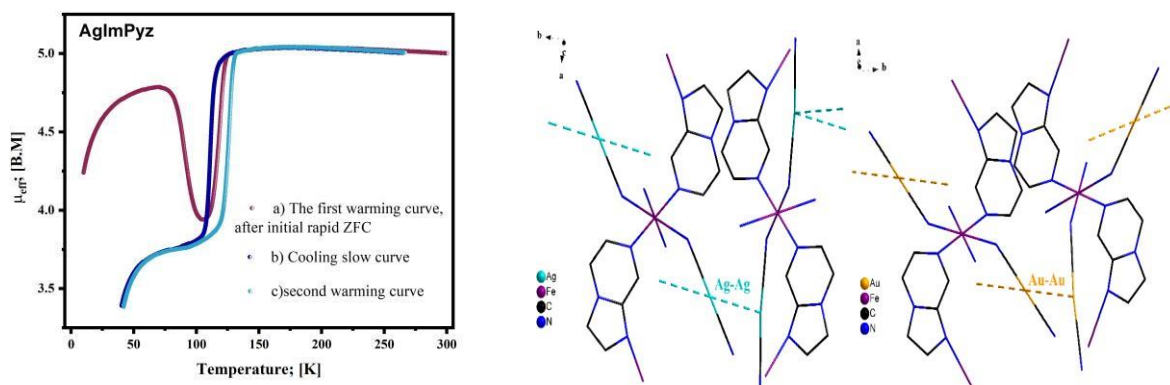 AgImPyz
5.0
4.5
4.0
3.5
μeff; [B.M]
a) The first warming curve,
after initial rapid ZFC
b) Cooling slow curve
c)second warming curve
0 50 100 150 200 250 300
Temperature; [K]
b
c
a
Ag
Fe
C
N
Ag-Ag
a
c
b
Au
Fe
C
N
Au-Au